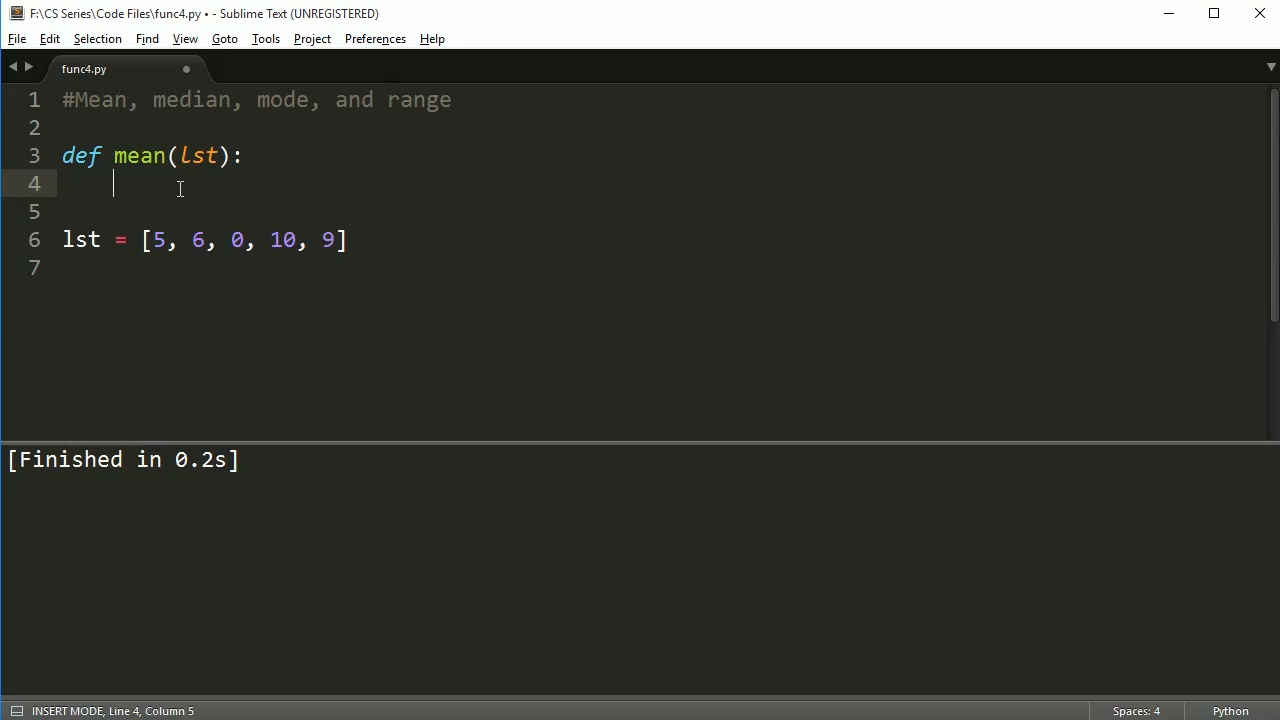 F:\CS Series\Code Files\func4.py • - Sublime Text (UNREGISTERED)
File Edit Selection Find View Goto Tools Project Preferences Help
func4.py
1 #Mean, median, mode, and range
2
3 def mean(lst):
4
5
6 lst = [5, 6, 0, 10, 9]
7
[Finished in 0.2s]
INSERT MODE, Line 4, Column 5 Spaces: 4 Python